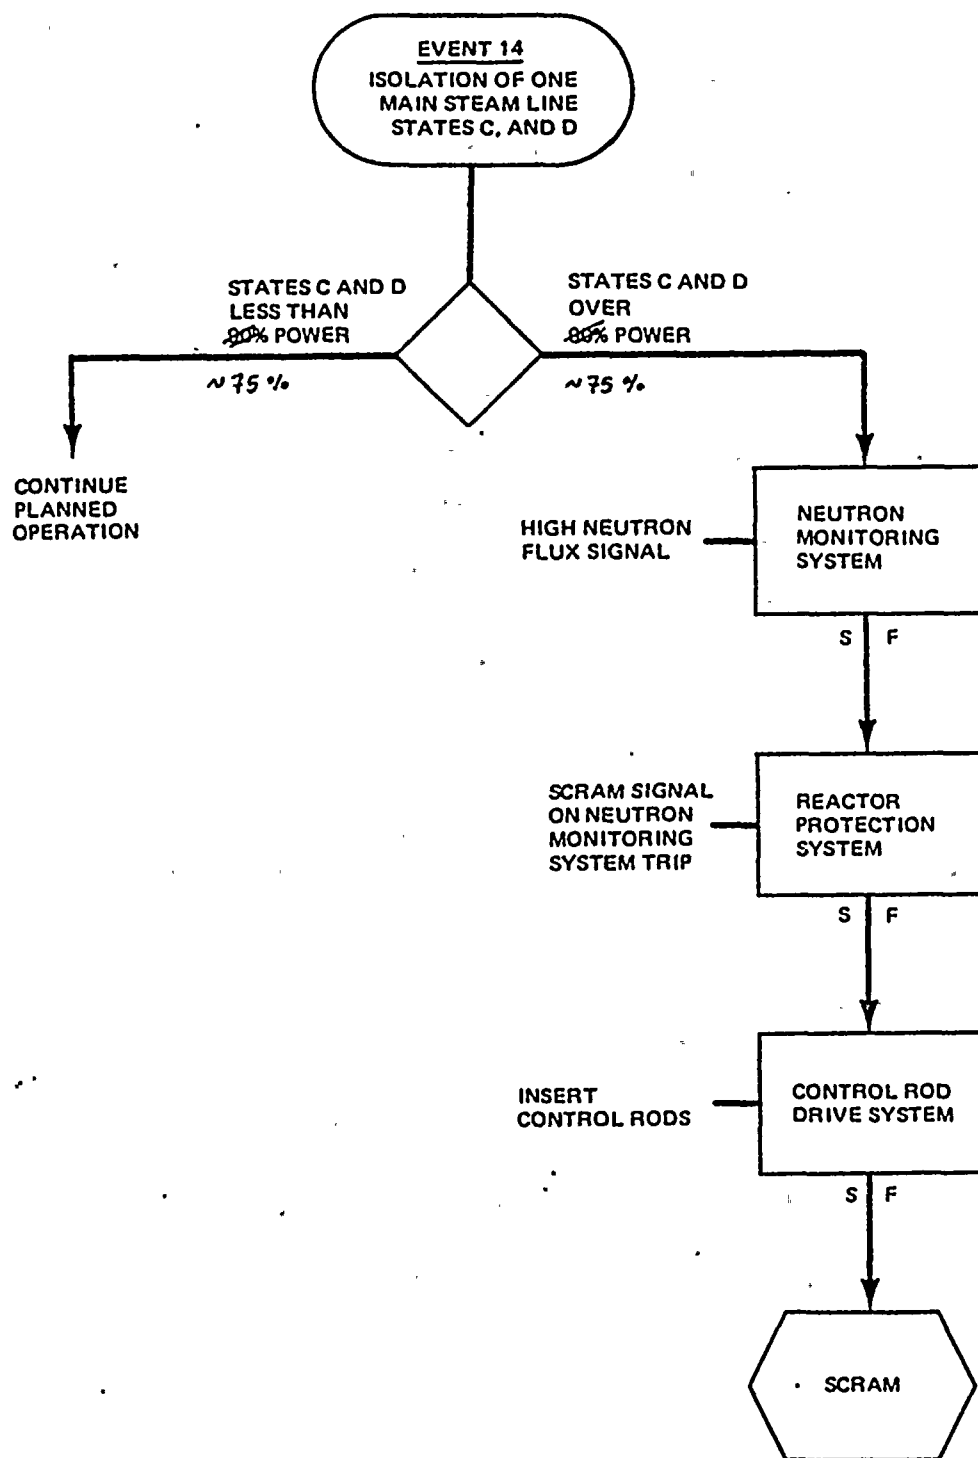 EVENT 14
ISOLATION OF ONE
MAIN STEAM LINE
STATES C, AND D
STATES C AND D
LESS THAN
80% POWER
~75 %
STATES C AND D
OVER
80% POWER
~75 %
CONTINUE
PLANNED
OPERATION
HIGH NEUTRON
FLUX SIGNAL
NEUTRON
MONITORING
SYSTEM
S F
SCRAM SIGNAL
ON NEUTRON
MONITORING
SYSTEM TRIP
REACTOR
PROTECTION
SYSTEM
S F
INSERT
CONTROL RODS
CONTROL ROD
DRIVE SYSTEM
S F
SCRAM